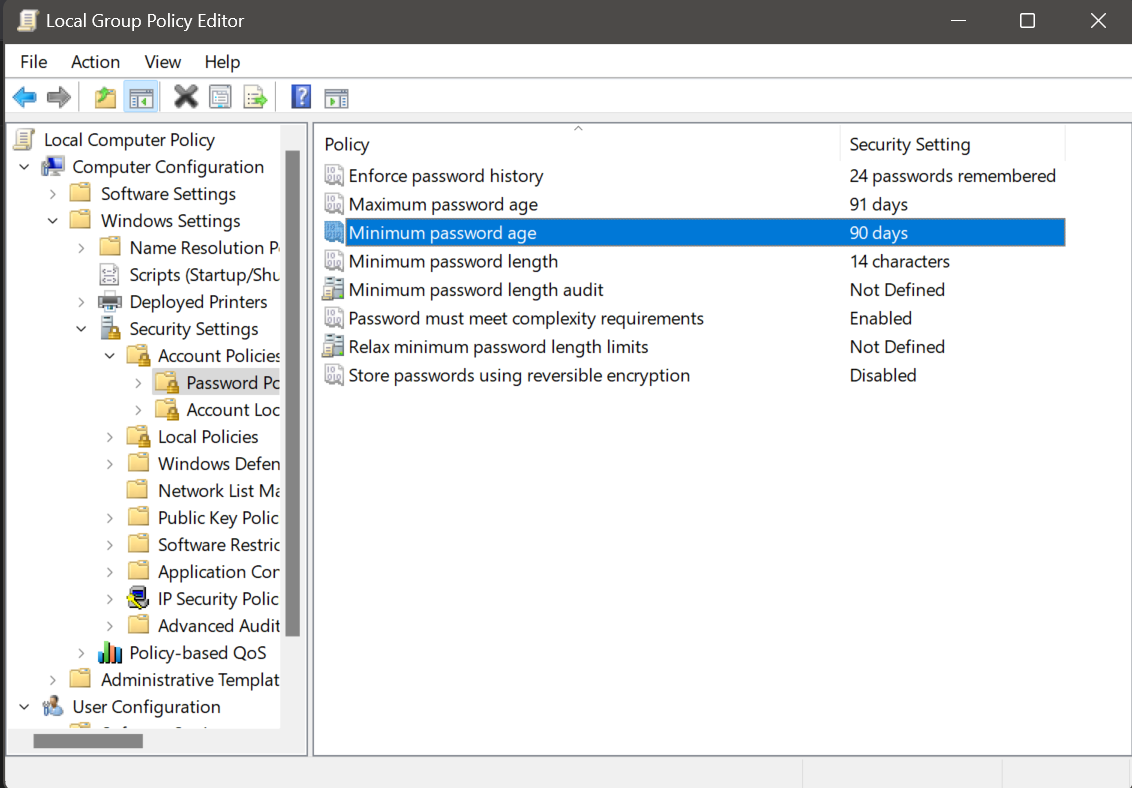 Local Group Policy Editor
File Action View Help
Local Computer Policy
Computer Configuration
Software Settings
Windows Settings
Name Resolution P
Scripts (Startup/Shu
Deployed Printers
Security Settings
Account Policies
Password Po
Account Loc
Local Policies
Windows Defen
Network List Ma
Public Key Polic
Software Restric
Application Con
IP Security Polic
Advanced Audit
Policy-based QoS
Administrative Templat
User Configuration
Policy Security Setting
Enforce password history 24 passwords remembered
Maximum password age 91 days
Minimum password age 90 days
Minimum password length 14 characters
Minimum password length audit Not Defined
Password must meet complexity requirements Enabled
Relax minimum password length limits Not Defined
Store passwords using reversible encryption Disabled